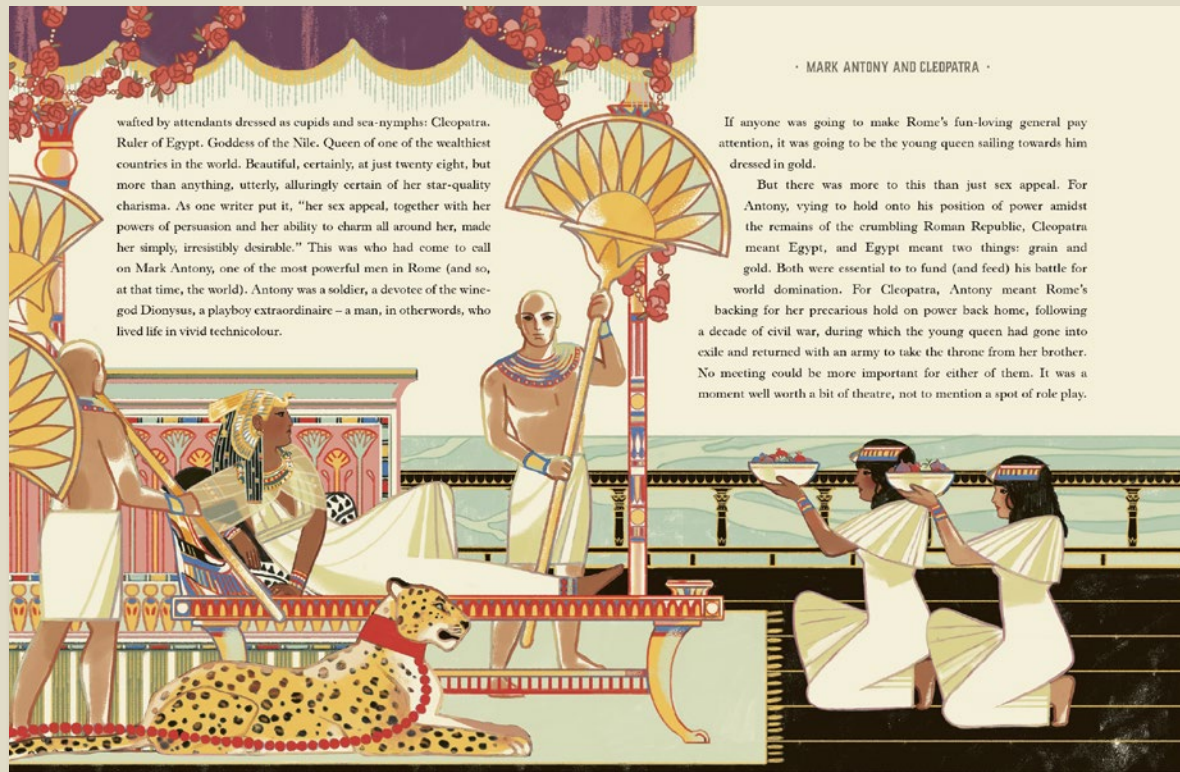 wafted by attendants dressed as cupids and sea-nymphs: Cleopatra.
Ruler of Egypt. Goddess of the Nile. Queen of one of the wealthiest
countries in the world. Beautiful, certainly, at just twenty eight, but
more than anything, utterly, alluringly certain of her star-quality
charisma. As one writer put it, “her sex appeal, together with her
powers of persuasion and her ability to charm all around her, made
her simply, irresistibly desirable.” This was who had come to call
on Mark Antony, one of the most powerful men in Rome (and so,
at that time, the world). Antony was a soldier, a devotee of the wine-
god Dionysus, a playboy extraordinaire – a man, in otherwords, who
lived life in vivid technicolour.
· MARK ANTONY AND CLEOPATRA ·
If anyone was going to make Rome’s fun-loving general pay
attention, it was going to be the young queen sailing towards him
dressed in gold.
But there was more to this than just sex appeal. For
Antony, vying to hold onto his position of power amidst
the remains of the crumbling Roman Republic, Cleopatra
meant Egypt, and Egypt meant two things: grain and
gold. Both were essential to to fund (and feed) his battle for
world domination. For Cleopatra, Antony meant Rome’s
backing for her precarious hold on power back home, following
a decade of civil war, during which the young queen had gone into
exile and returned with an army to take the throne from her brother.
No meeting could be more important for either of them. It was a
moment well worth a bit of theatre, not to mention a spot of role play.